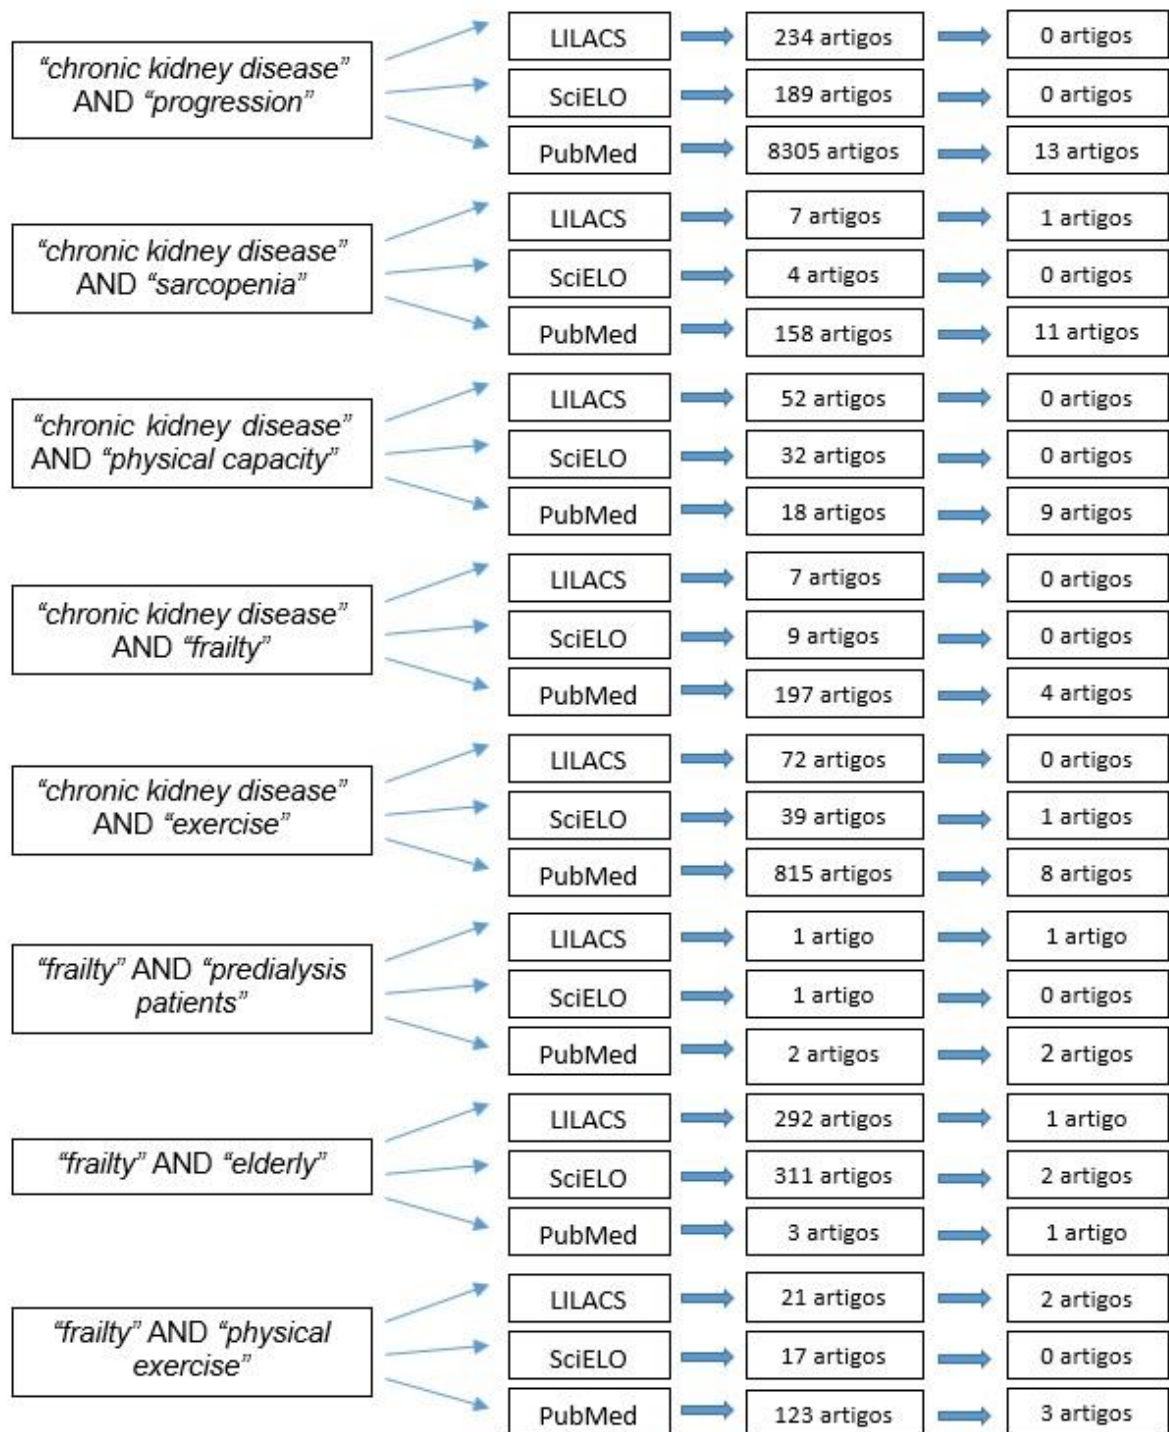 “chronic kidney disease”
AND “progression”
LILACS
234 artigos
0 artigos
SciELO
189 artigos
0 artigos
PubMed
8305 artigos
13 artigos
“chronic kidney disease”
AND “sarcopenia”
LILACS
7 artigos
1 artigos
SciELO
4 artigos
0 artigos
PubMed
158 artigos
11 artigos
“chronic kidney disease”
AND “physical capacity”
LILACS
52 artigos
0 artigos
SciELO
32 artigos
0 artigos
PubMed
18 artigos
9 artigos
“chronic kidney disease”
AND “frailty”
LILACS
7 artigos
0 artigos
SciELO
9 artigos
0 artigos
PubMed
197 artigos
4 artigos
“chronic kidney disease”
AND “exercise”
LILACS
72 artigos
0 artigos
SciELO
39 artigos
1 artigos
PubMed
815 artigos
8 artigos
“frailty” AND “predialysis
patients”
LILACS
1 artigo
1 artigo
SciELO
1 artigo
0 artigos
PubMed
2 artigos
2 artigos
“frailty” AND “elderly”
LILACS
292 artigos
1 artigo
SciELO
311 artigos
2 artigos
PubMed
3 artigos
1 artigo
“frailty” AND “physical
exercise”
LILACS
21 artigos
2 artigos
SciELO
17 artigos
0 artigos
PubMed
123 artigos
3 artigos